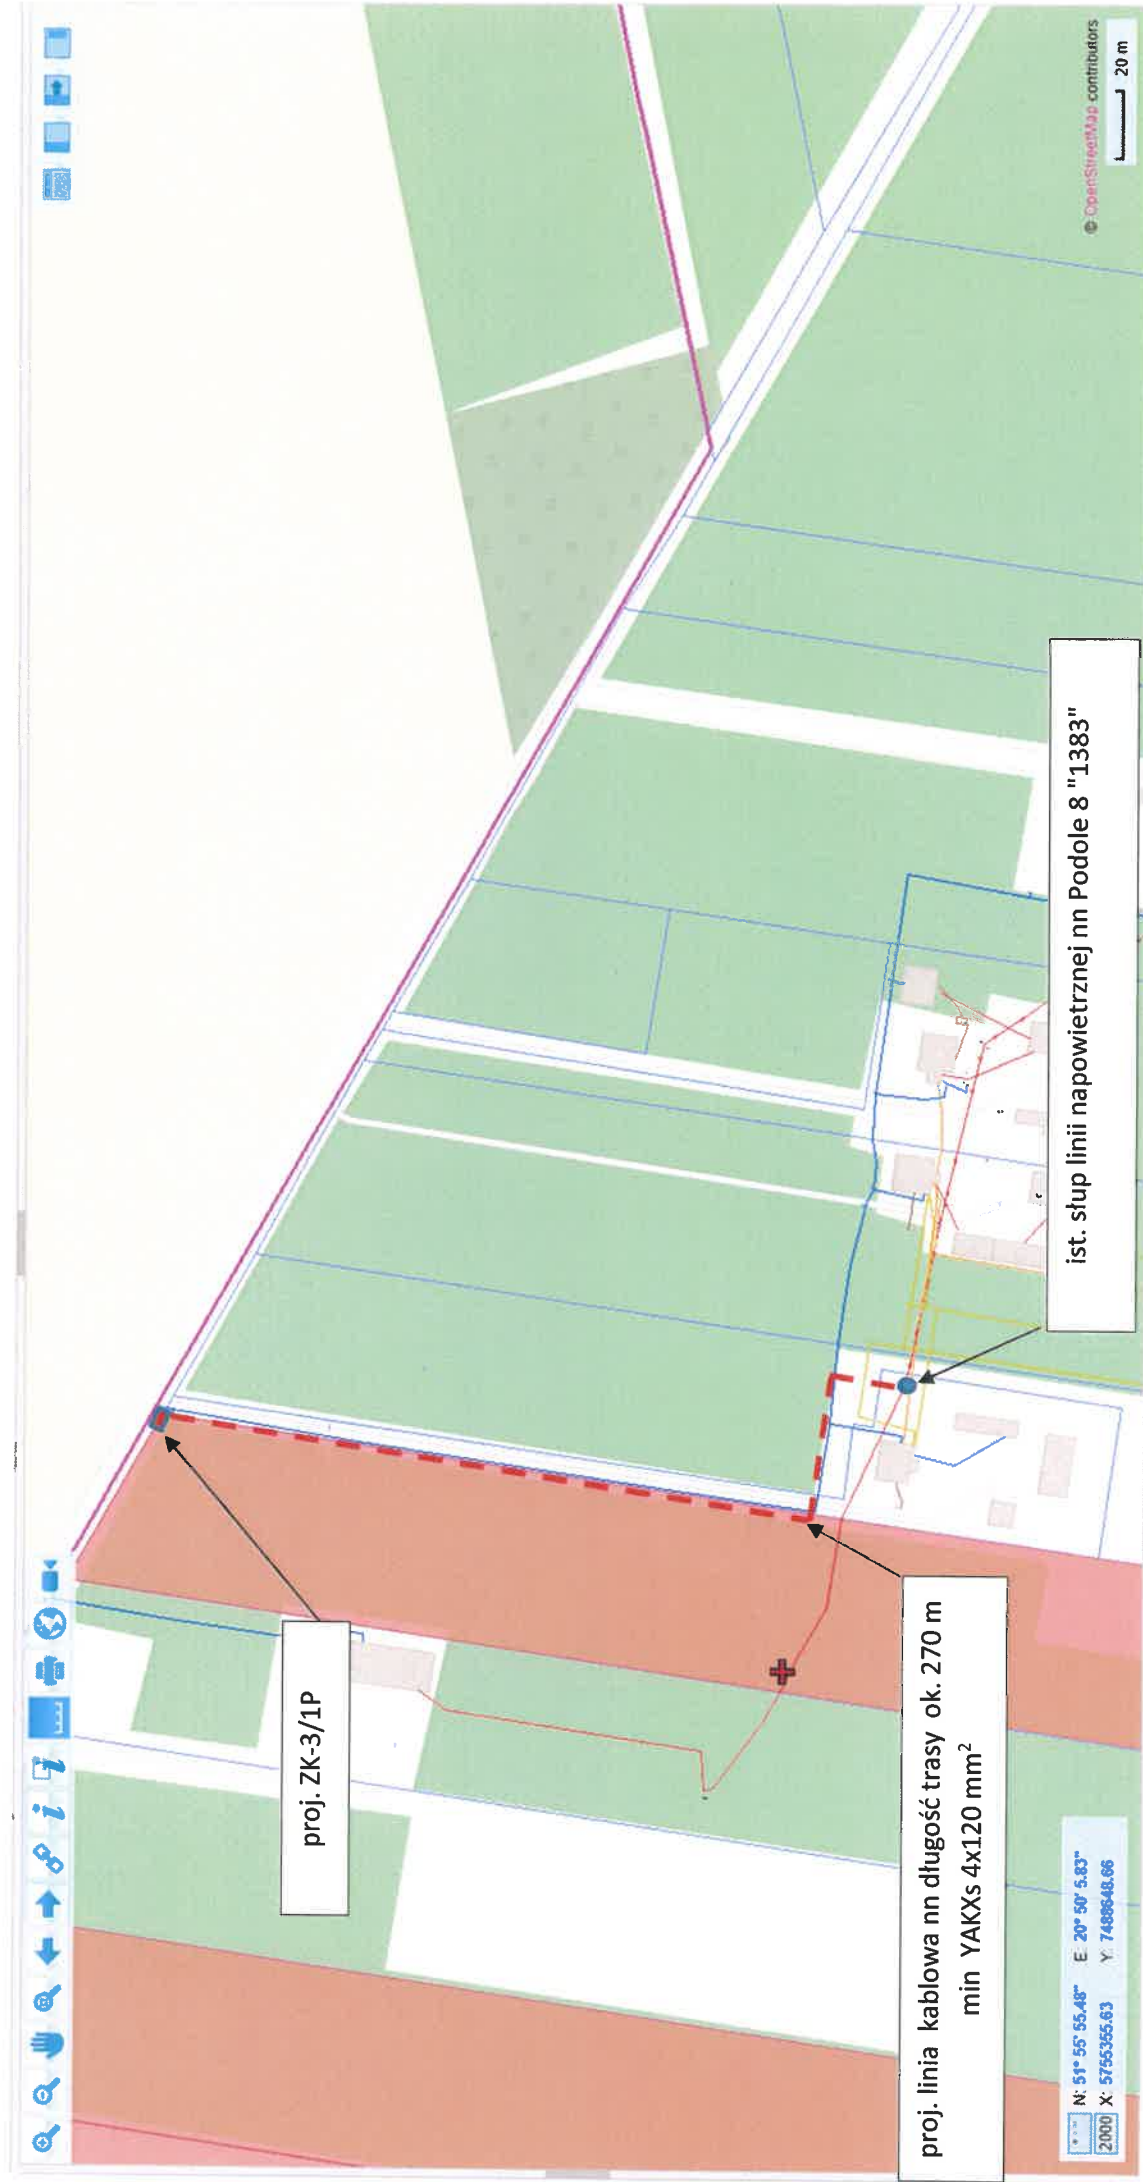 proj. ZK-3/1P
proj. linia kablowa nn długość trasy ok. 270 m
min YAKXs 4x120 mm²
ist. słup linii napowietrznej nn Podole 8 "1383"
N: 51° 55' 55.48" E: 20° 50' 5.83"
2000 X: 5755355.63 Y: 7488648.66
© OpenStreetMap contributors
20 m